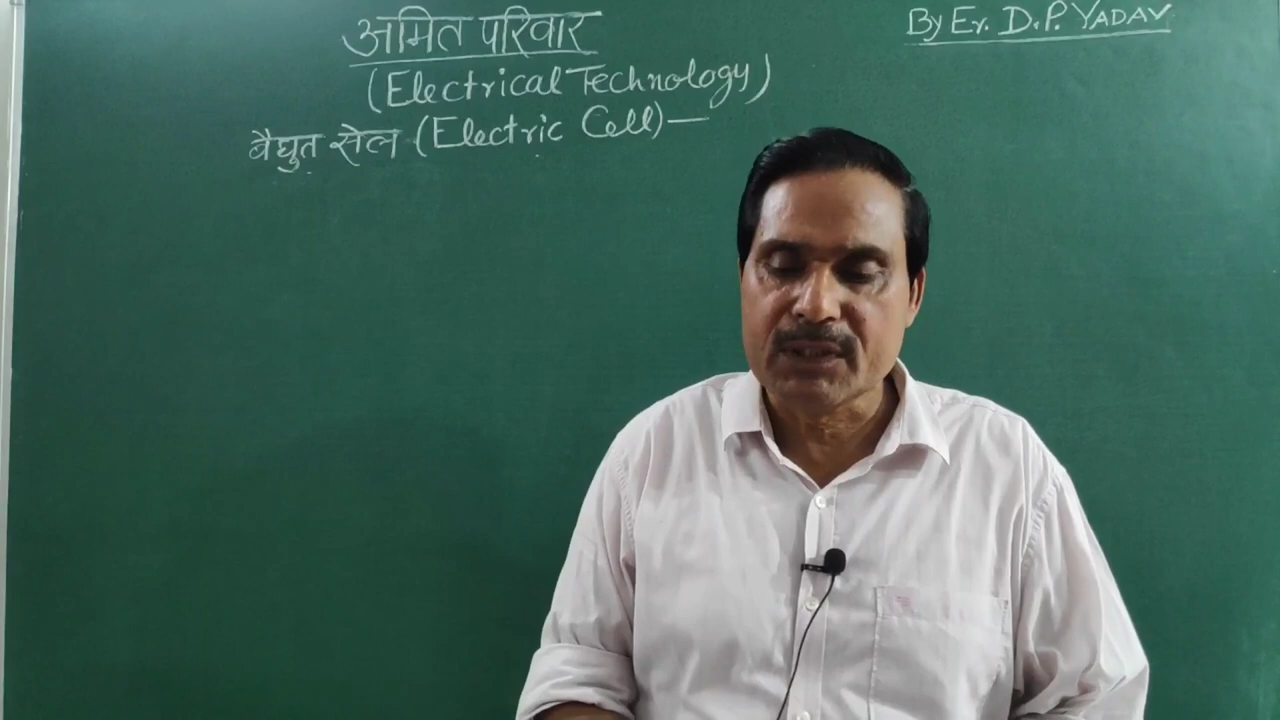 अमित परिवार
By Er. D.P. YADAV
(Electrical Technology)
वैद्युत सेल (Electric Cell)—